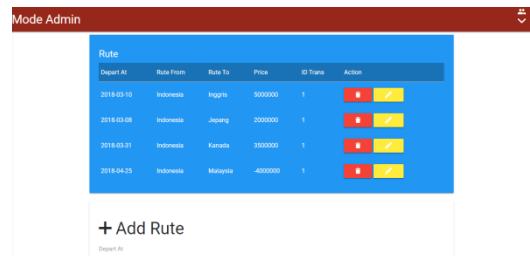 Mode Admin
Rute
Depart At Rute From Rute To Price ID Trans Action
2018-03-10 Indonesia Inggris 5000000 1
2018-03-08 Indonesia Jepang 2000000 1
2018-03-31 Indonesia Kanada 3500000 1
2018-04-25 Indonesia Malaysia -4000000 1
+ Add Rute
Depart At